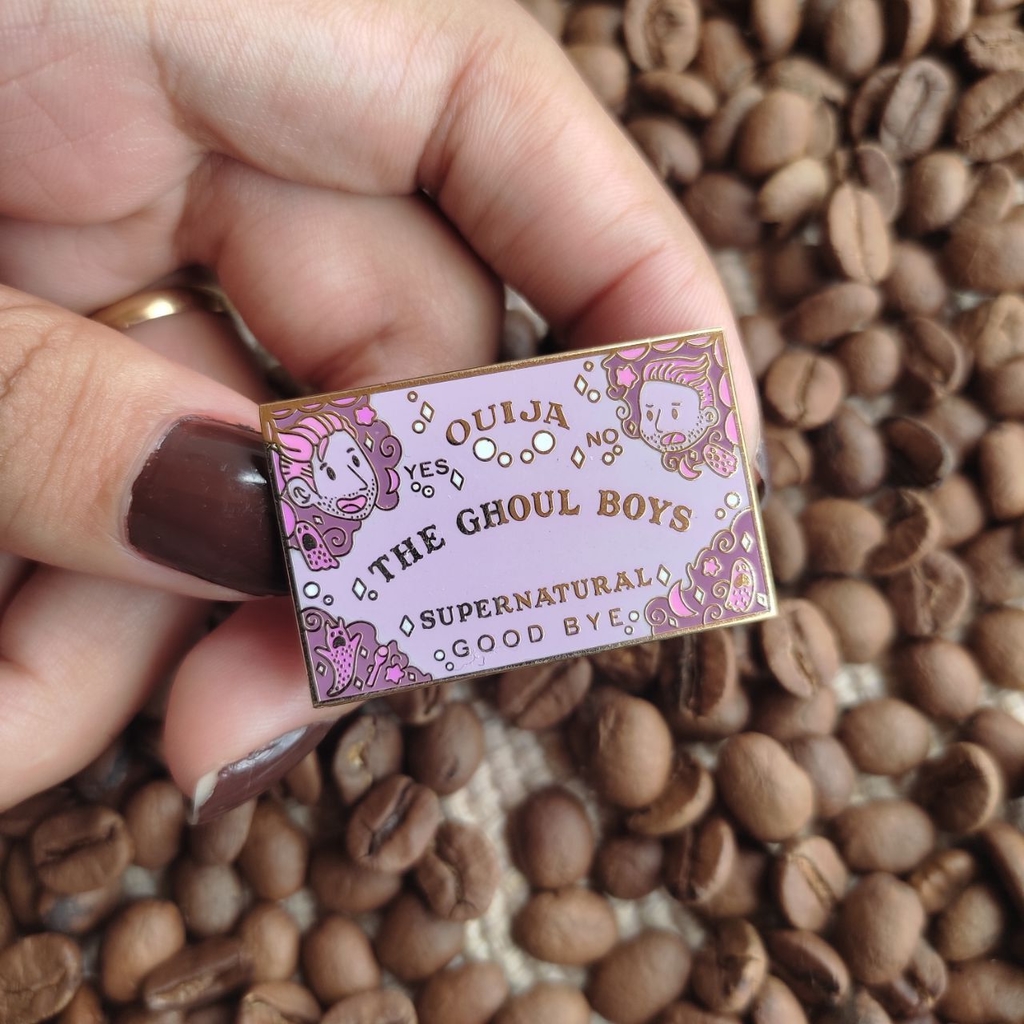 OUIJA
YES
NO
THE GHOUL BOYS
SUPERNATURAL
GOOD BYE